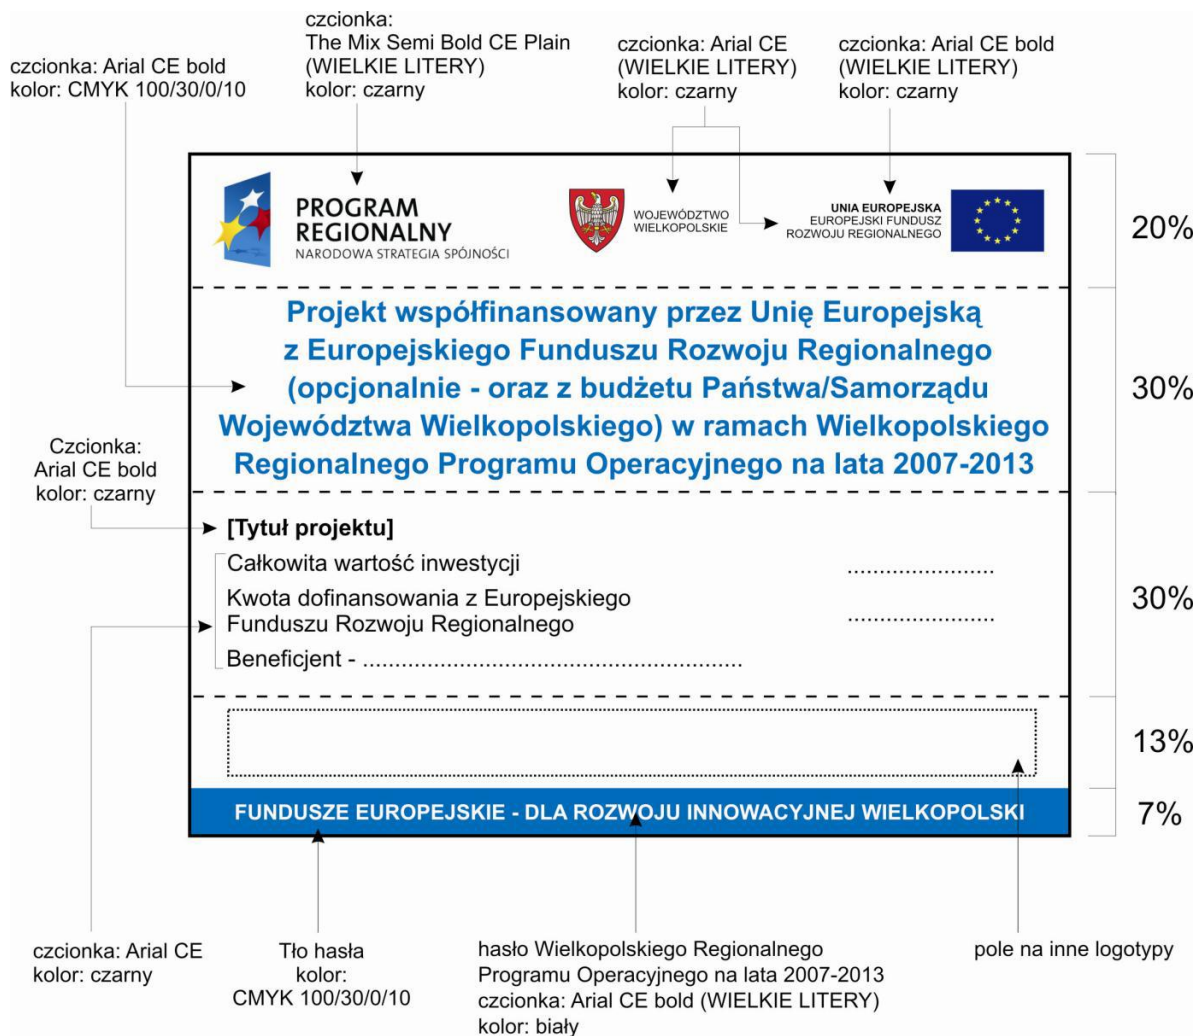 czcionka:
The Mix Semi Bold CE Plain
(WIELKIE LITERY)
kolor: czarny
czcionka: Arial CE
(WIELKIE LITERY)
kolor: czarny
czcionka: Arial CE bold
(WIELKIE LITERY)
kolor: czarny
czcionka: Arial CE bold
kolor: CMYK 100/30/0/10
PROGRAM
REGIONALNY
NARODOWA STRATEGIA SPÓJNOŚCI
WOJEWÓDZTWO
WIELKOPOLSKIE
UNIA EUROPEJSKA
EUROPEJSKI FUNDUSZ
ROZWOJU REGIONALNEGO
20%
Projekt współfinansowany przez Unię Europejską
z Europejskiego Funduszu Rozwoju Regionalnego
(opcjonalnie - oraz z budżetu Państwa/Samorządu
Województwa Wielkopolskiego) w ramach Wielkopolskiego
Regionalnego Programu Operacyjnego na lata 2007-2013
30%
Czcionka:
Arial CE bold
kolor: czarny
[Tytuł projektu]
Całkowita wartość inwestycji .......................
Kwota dofinansowania z Europejskiego
Funduszu Rozwoju Regionalnego .......................
Beneficjent - ...........................................................
30%
13%
FUNDUSZE EUROPEJSKIE - DLA ROZWOJU INNOWACYJNEJ WIELKOPOLSKI
7%
czcionka: Arial CE
kolor: czarny
Tło hasła
kolor:
CMYK 100/30/0/10
hasło Wielkopolskiego Regionalnego
Programu Operacyjnego na lata 2007-2013
czcionka: Arial CE bold (WIELKIE LITERY)
kolor: biały
pole na inne logotypy